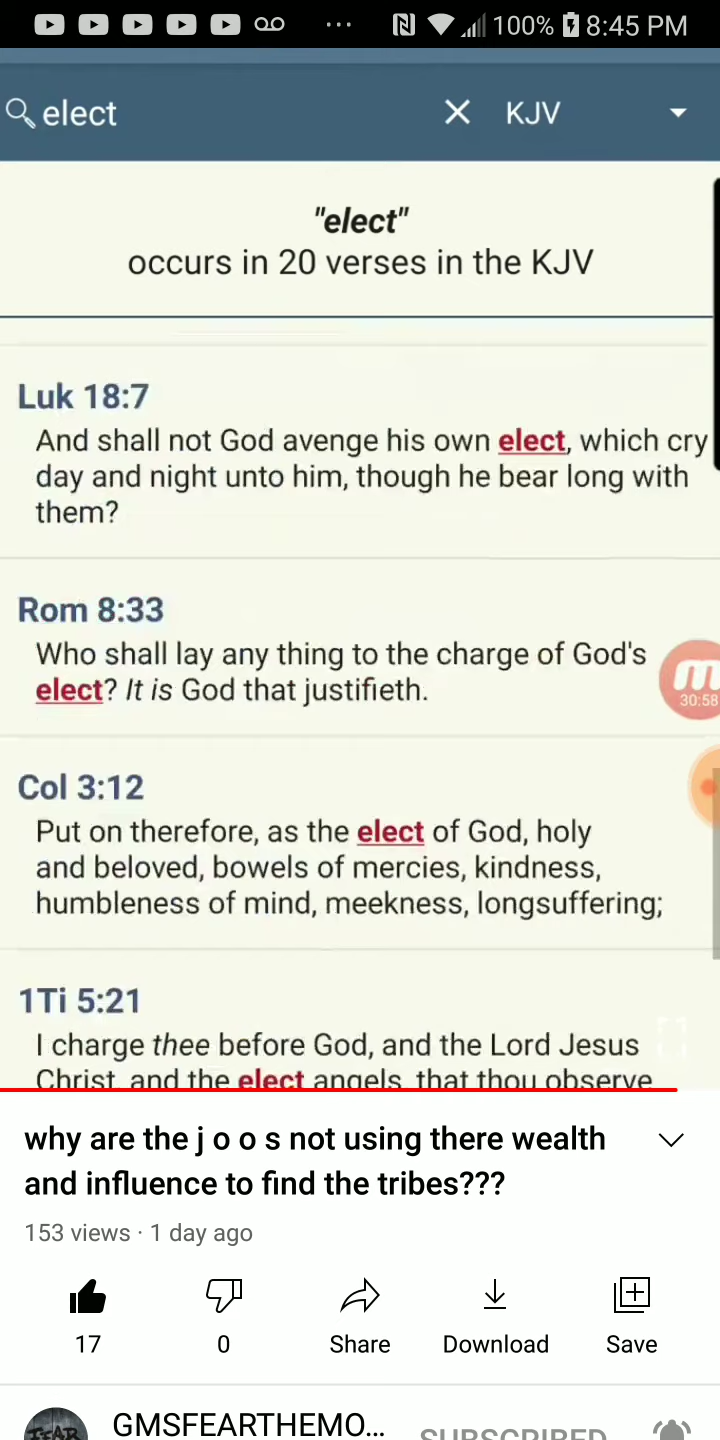 100% 8:45 PM
elect KJV
"elect"
occurs in 20 verses in the KJV
Luk 18:7
And shall not God avenge his own elect, which cry
day and night unto him, though he bear long with
them?
Rom 8:33
Who shall lay any thing to the charge of God's
elect? It is God that justifieth.
30:58
Col 3:12
Put on therefore, as the elect of God, holy
and beloved, bowels of mercies, kindness,
humbleness of mind, meekness, longsuffering;
1Ti 5:21
I charge thee before God, and the Lord Jesus
Christ, and the elect angels, that thou observe
why are the j o o s not using there wealth
and influence to find the tribes???
153 views · 1 day ago
17 0 Share Download Save
GMSFEARTHEMO...
SUBSCRIBED